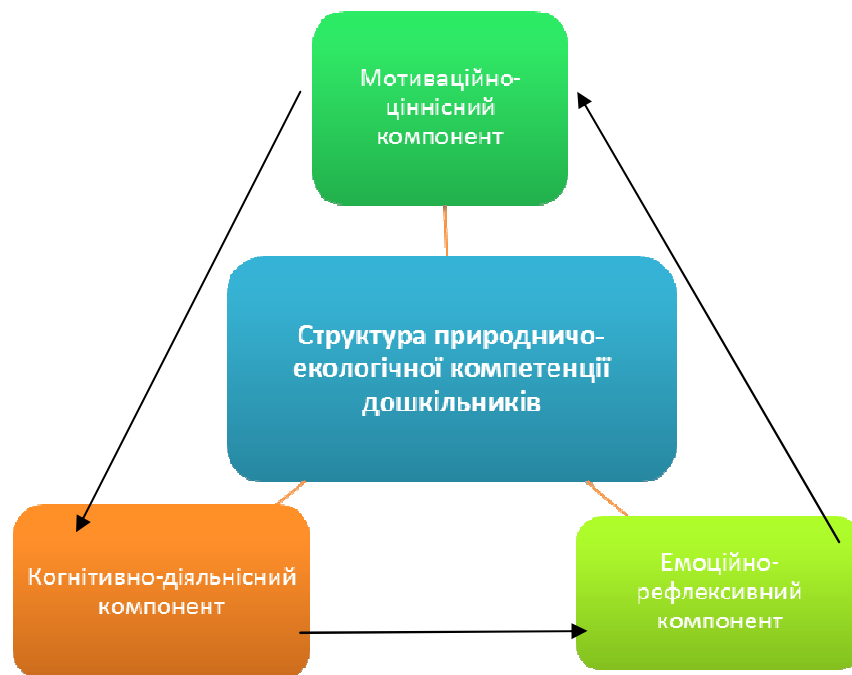 Мотиваційно-
ціннісний
компонент
Структура природничо-
екологічної компетенції
дошкільників
Когнітивно-діяльнісний
компонент
Емоційно-
рефлексивний
компонент